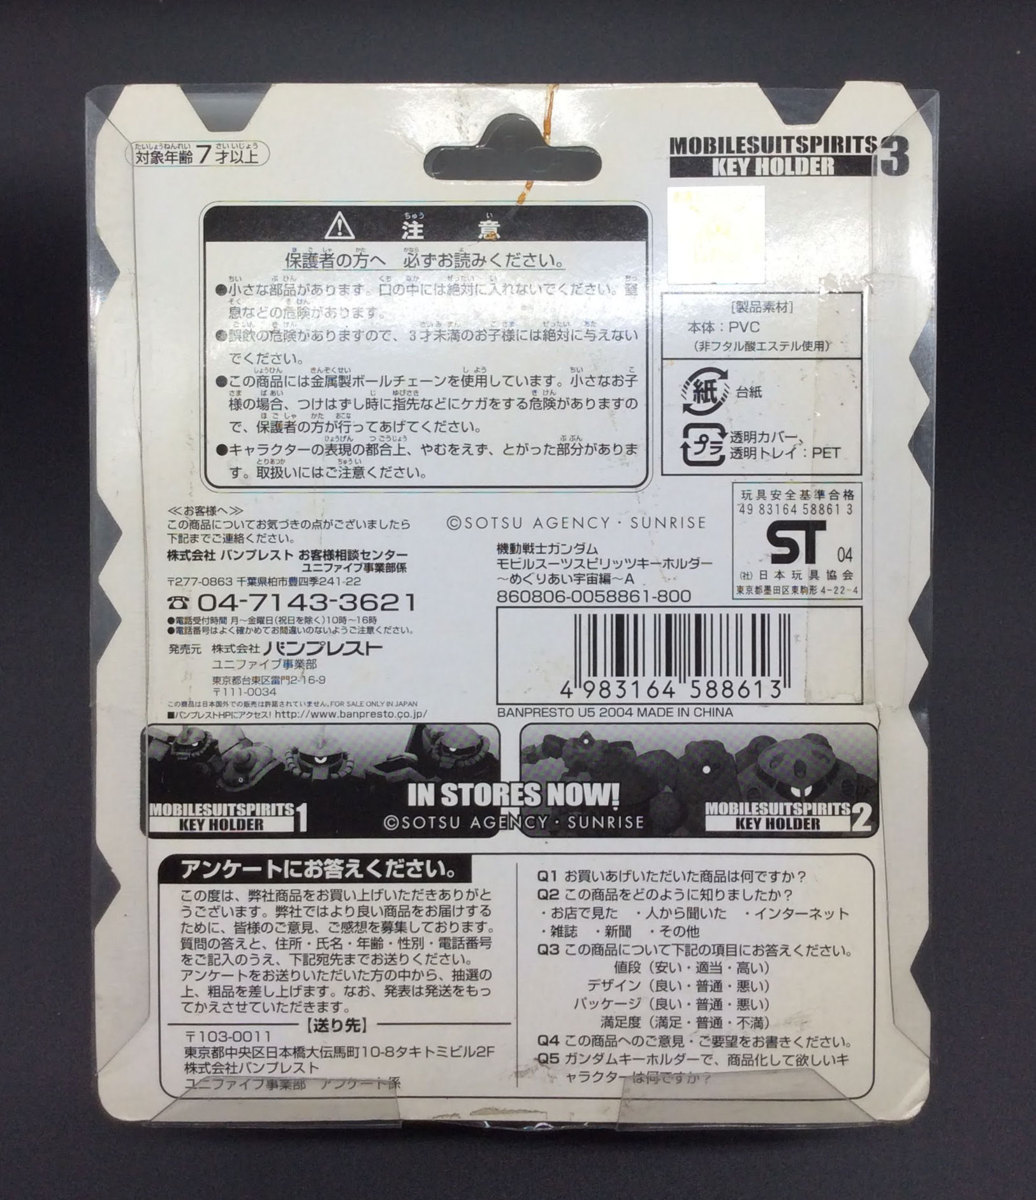 対象年齢7才以上
MOBILESUITSPIRITS 3
KEY HOLDER
注意
保護者の方へ 必ずお読みください。
●小さな部品があります。口の中には絶対に入れないでください。窒
息などの危険があります。
●誤飲の危険がありますので、3才未満のお子様には絶対に与えない
でください。
●この商品には金属製ボールチェーンを使用しています。小さなお子
様の場合、つけはずし時に指先などにケガをする危険がありますの
で、保護者の方が行ってあげてください。
●キャラクターの表現の都合上、やむをえず、とがった部分がありま
す。取扱いにはご注意ください。
[製品素材]
本体：PVC
(非フタル酸エステル使用)
紙 台紙
プラ 透明カバー、
透明トレイ：PET
玩具安全基準合格
49 83164 58861 3
ST 04
(社)日本玩具協会
東京都墨田区東駒形4-22-4
≪お客様へ≫
この商品についてお気づきの点がございましたら
下記までご連絡ください。
株式会社 バンプレスト お客様相談センター
ユニファイブ事業部係
〒277-0863 千葉県柏市豊四季241-22
☎ 04-7143-3621
●電話受付時間 月〜金曜日(祝日を除く)10時〜16時
●電話番号はよく確かめてお間違いのないようご注意ください。
発売元 株式会社 バンプレスト
ユニファイブ事業部
東京都台東区雷門2-16-9
〒111-0034
この商品は日本国外での販売は許諾されていません。FOR SALE ONLY IN JAPAN
■バンプレストHPにアクセス! http://www.banpresto.co.jp/
©SOTSU AGENCY・SUNRISE
機動戦士ガンダム
モビルスーツスピリッツキーホルダー
〜めぐりあい宇宙編〜A
860806-0058861-800
4 983164 588613
BANPRESTO U5 2004 MADE IN CHINA
IN STORES NOW!
©SOTSU AGENCY・SUNRISE
MOBILESUITSPIRITS 1
KEY HOLDER
MOBILESUITSPIRITS 2
KEY HOLDER
アンケートにお答えください。
この度は、弊社商品をお買い上げいただきありがと
うございます。弊社ではより良い商品をお届けする
ために、皆様のご意見、ご感想を募集しております。
質問の答えと、住所・氏名・年齢・性別・電話番号
をご記入のうえ、下記宛先までお送りください。
アンケートをお送りいただいた方の中から、抽選の
上、粗品を差し上げます。なお、発表は発送をもっ
てかえさせていただきます。
【送り先】
〒103-0011
東京都中央区日本橋大伝馬町10-8タキトミビル2F
株式会社バンプレスト
ユニファイブ事業部 アンケート係
Q1 お買いあげいただいた商品は何ですか？
Q2 この商品をどのように知りましたか？
・お店で見た ・人から聞いた ・インターネット
・雑誌 ・新聞 ・その他
Q3 この商品について下記の項目にお答えください。
値段（安い・適当・高い）
デザイン（良い・普通・悪い）
パッケージ（良い・普通・悪い）
満足度（満足・普通・不満）
Q4 この商品へのご意見・ご要望をお書きください。
Q5 ガンダムキーホルダーで、商品化して欲しいキ
ャラクターは何ですか？